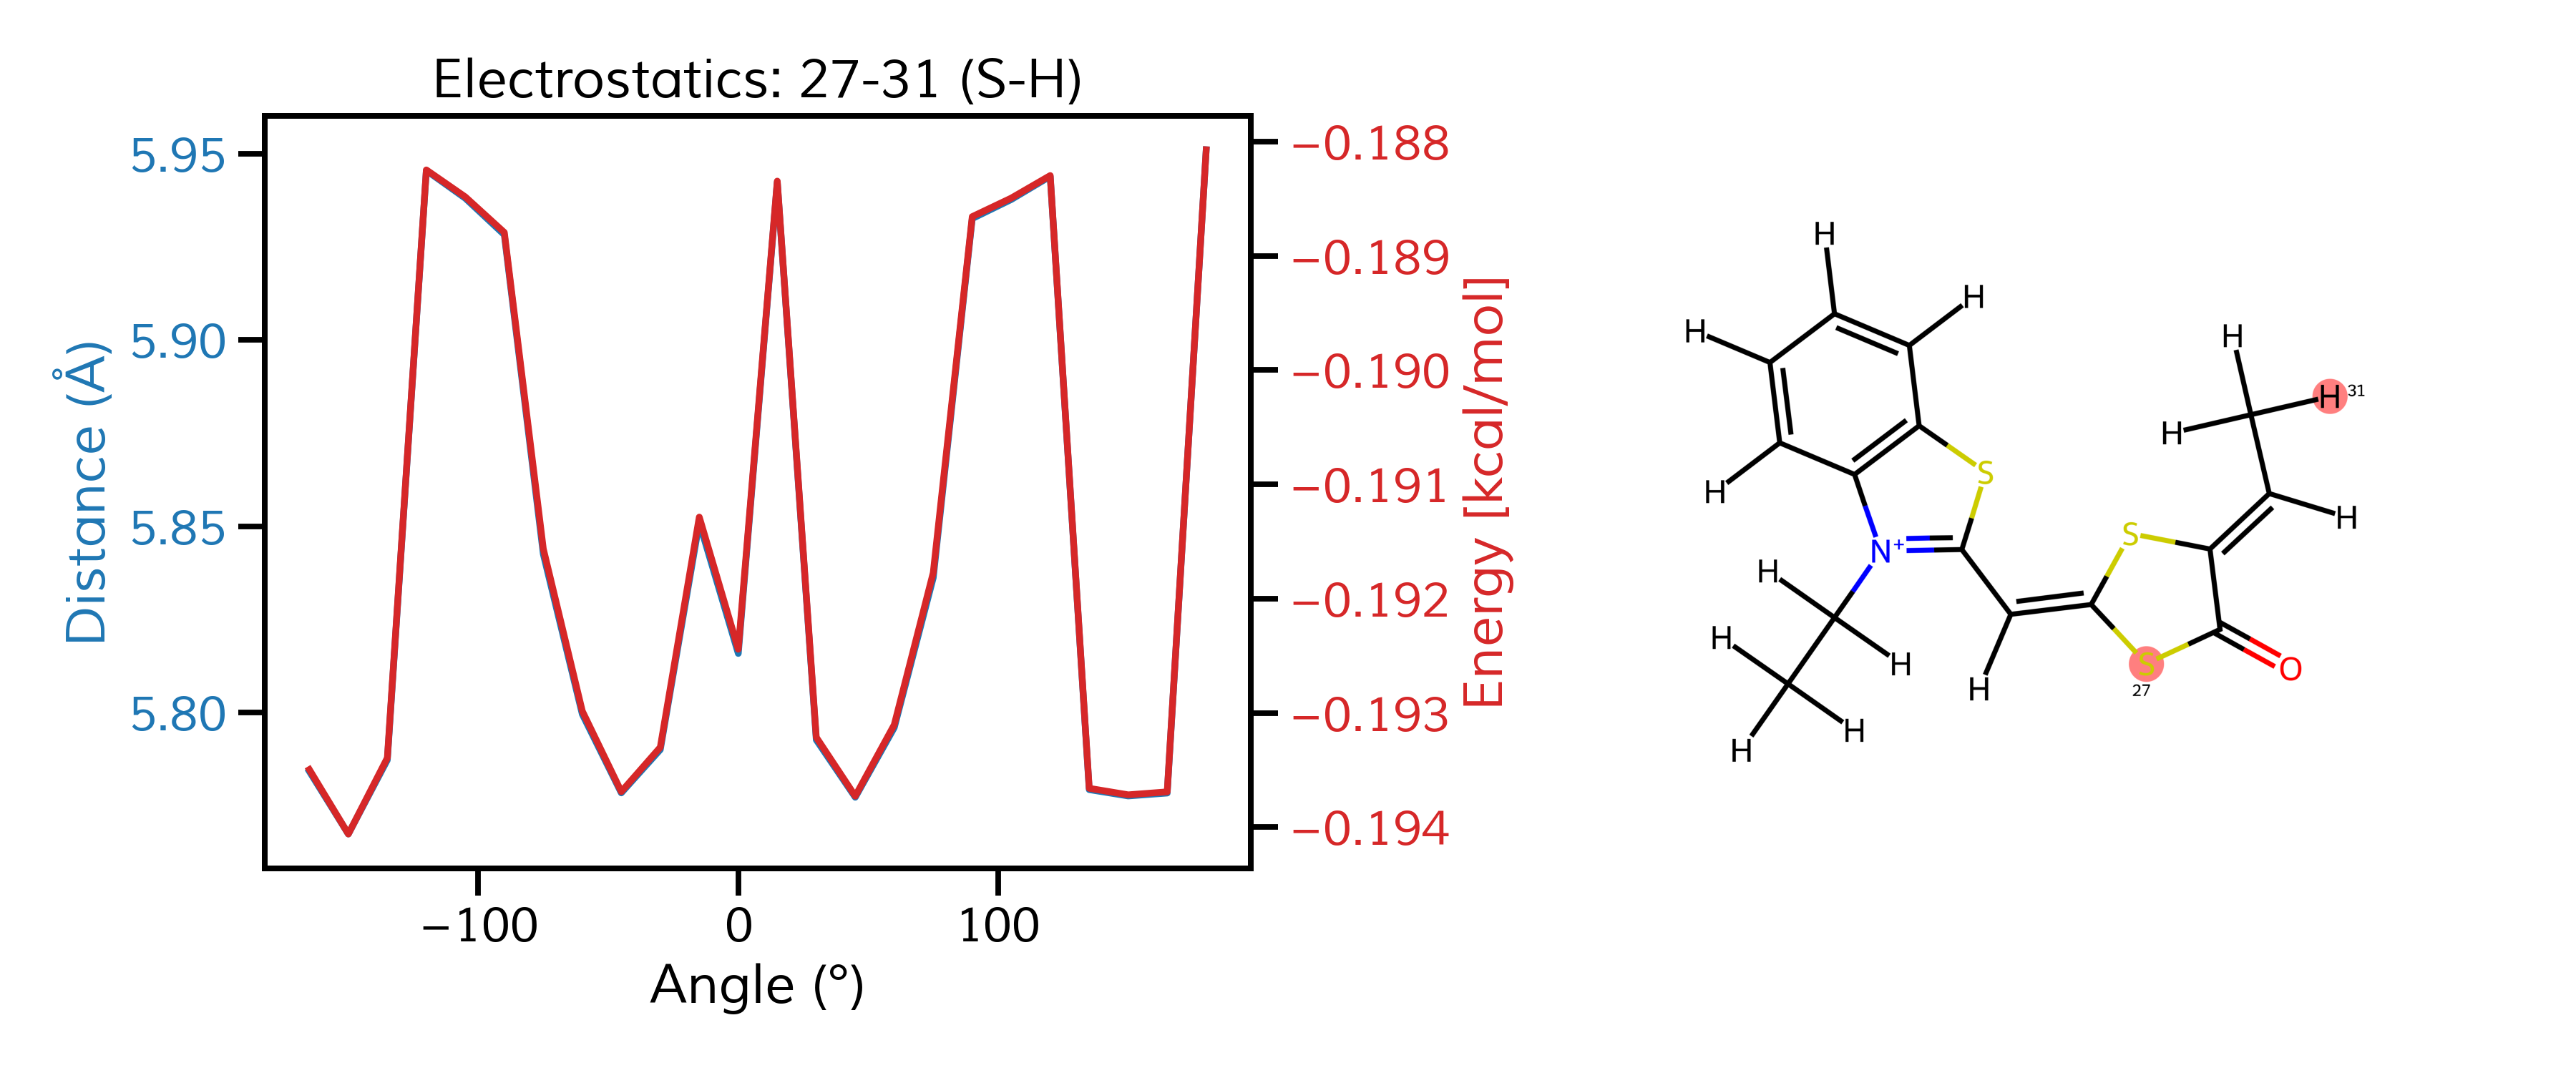 Electrostatics: 27-31 (S-H)
5.95
5.90
5.85
5.80
Distance (Å)
−0.188
−0.189
−0.190
−0.191
−0.192
−0.193
−0.194
Energy [kcal/mol]
−100 0 100
Angle (°)
H
H
H
H
H
H 31
H
S
H
H
S
N+
H
H
H
S
27
O
H
H
H